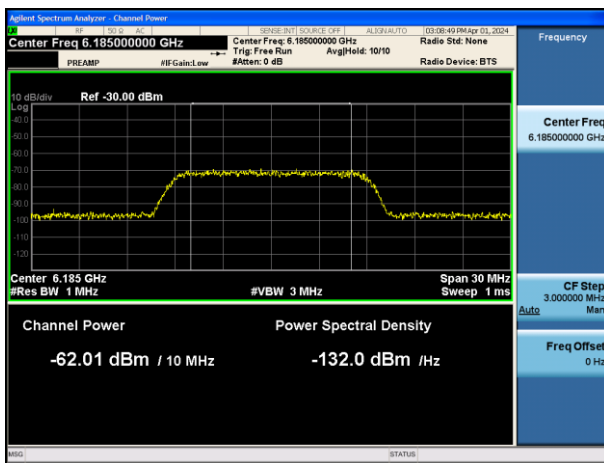 Agilent Spectrum Analyzer - Channel Power
RF 50 Ω AC SENSE:INT SOURCE OFF ALIGNAUTO 03:08:49 PM Apr 01, 2024
Center Freq 6.185000000 GHz
Center Freq: 6.185000000 GHz
Radio Std: None
Trig: Free Run Avg|Hold: 10/10
PREAMP #IFGain:Low #Atten: 0 dB Radio Device: BTS
10 dB/div Ref -30.00 dBm
Log
-40.0
-50.0
-60.0
-70.0
-80.0
-90.0
-100
-110
-120
Center 6.185 GHz Span 30 MHz
#Res BW 1 MHz #VBW 3 MHz Sweep 1 ms
Channel Power Power Spectral Density
-62.01 dBm / 10 MHz -132.0 dBm /Hz
MSG STATUS
Frequency
Center Freq
6.185000000 GHz
CF Step
3.000000 MHz
Auto Man
Freq Offset
0 Hz